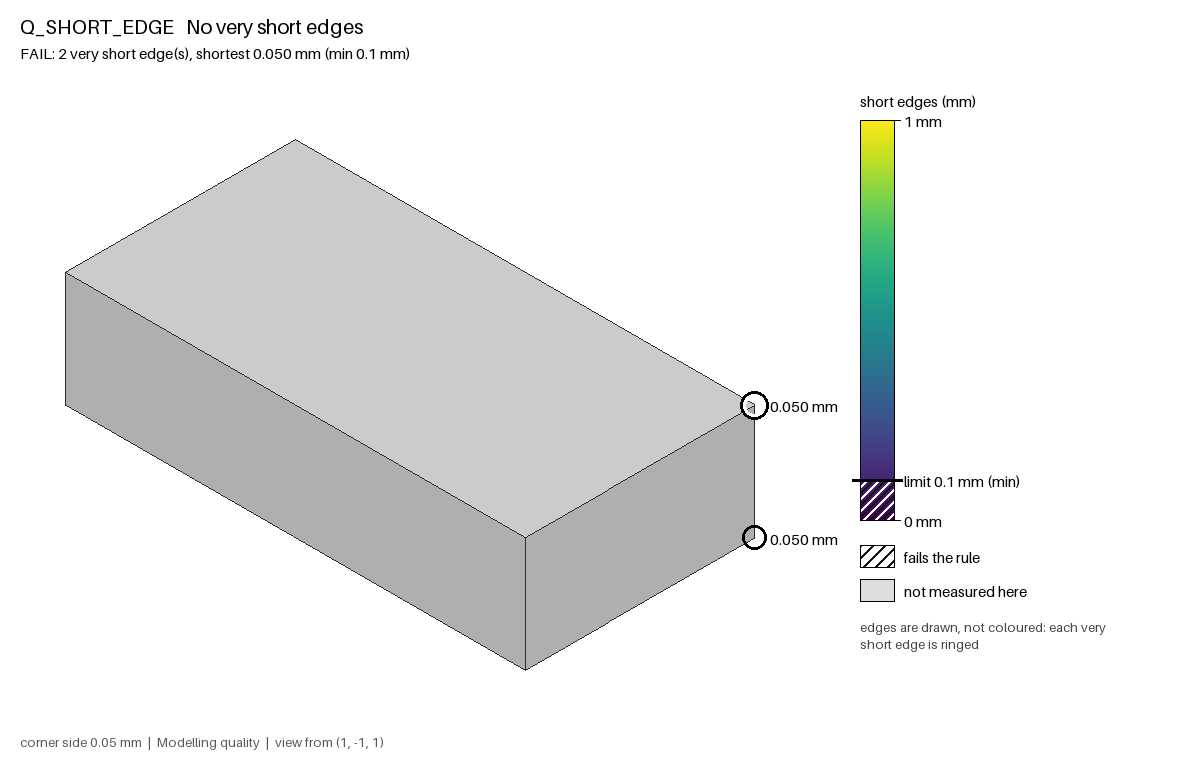 Q_SHORT_EDGE No very short edges
FAIL: 2 very short edge(s), shortest 0.050 mm (min 0.1 mm)
short edges (mm)
1 mm
0.050 mm
limit 0.1 mm (min)
0 mm
0.050 mm
fails the rule
not measured here
edges are drawn, not coloured: each very
short edge is ringed
corner side 0.05 mm | Modelling quality | view from (1, -1, 1)